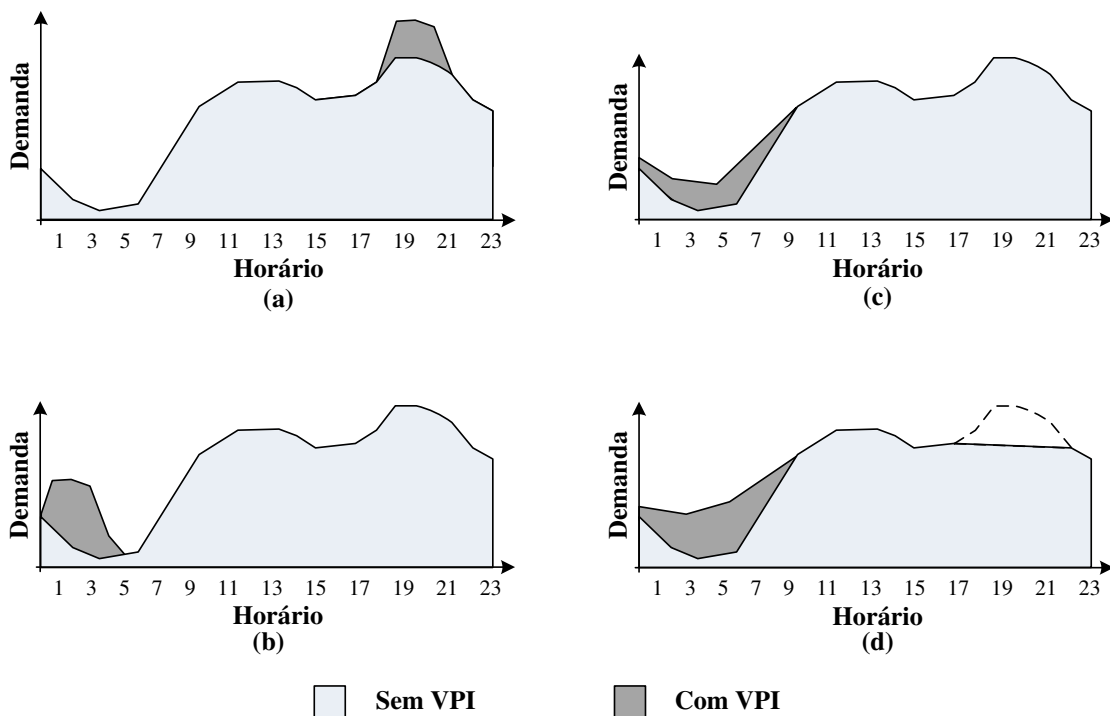 Demanda
1 3 5 7 9 11 13 15 17 19 21 23
Horário
(a)
Demanda
1 3 5 7 9 11 13 15 17 19 21 23
Horário
(c)
Demanda
1 3 5 7 9 11 13 15 17 19 21 23
Horário
(b)
Demanda
1 3 5 7 9 11 13 15 17 19 21 23
Horário
(d)
Sem VPI
Com VPI